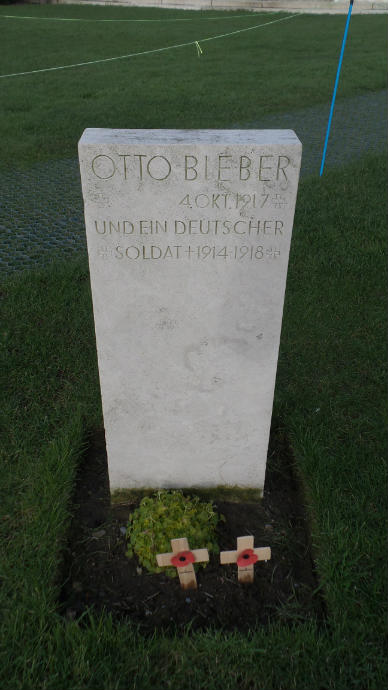 OTTO BIEBER
4.OKT.1917
UND EIN DEUTSCHER
SOLDAT + 1914-1918